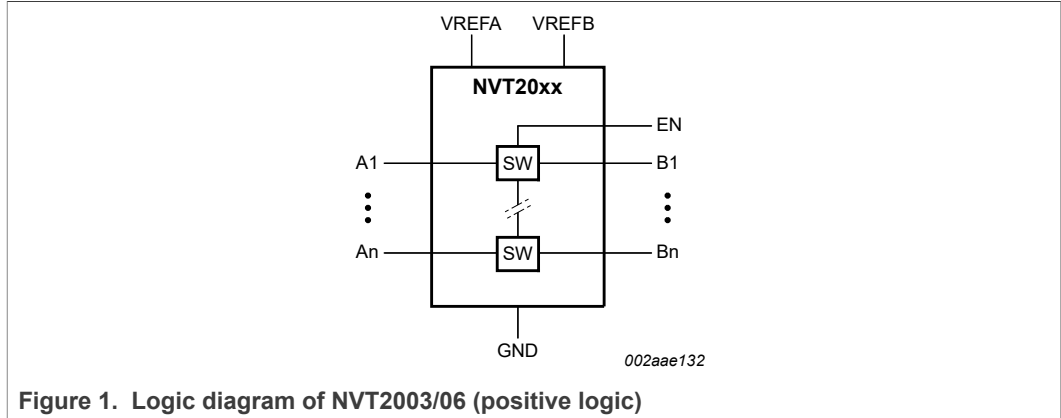 VREFA VREFB
NVT20xx
EN
A1 SW B1
An SW Bn
GND
002aae132
Figure 1. Logic diagram of NVT2003/06 (positive logic)